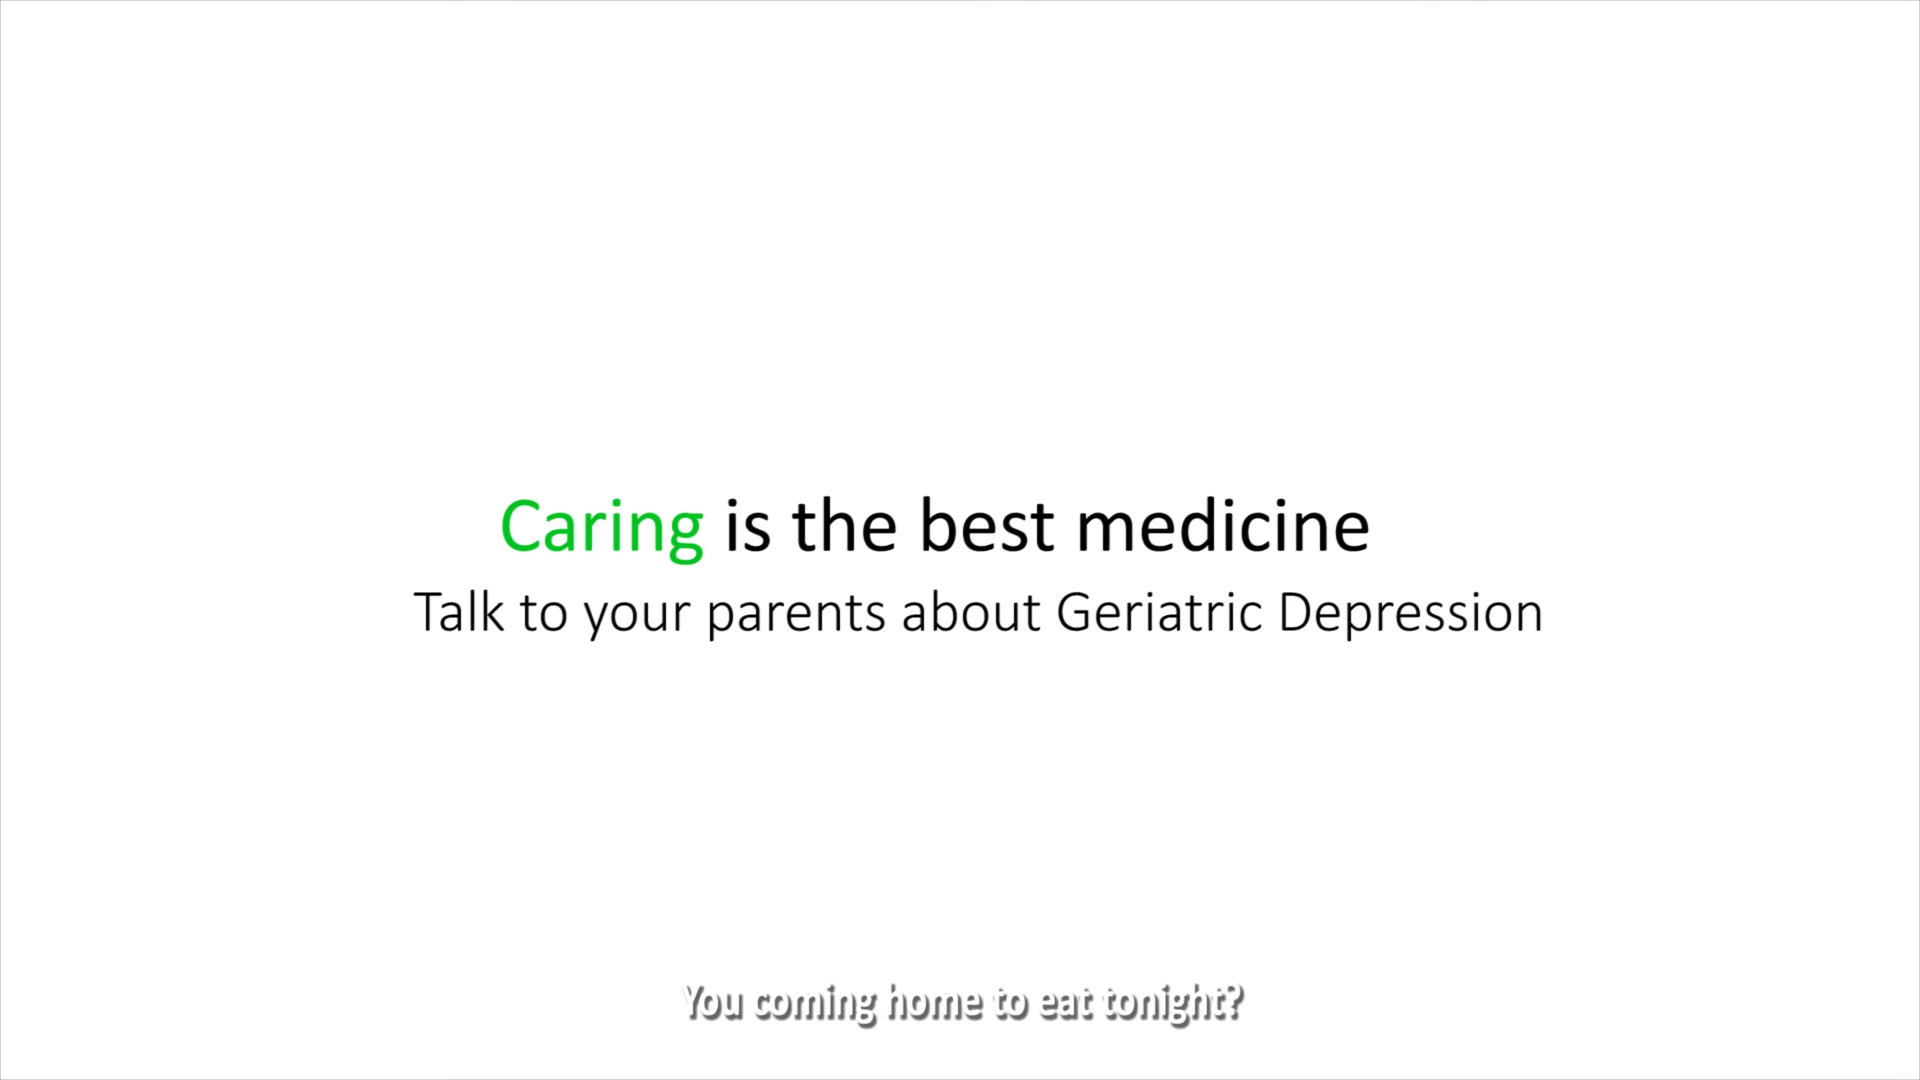 Caring is the best medicine
Talk to your parents about Geriatric Depression
You coming home to eat tonight?